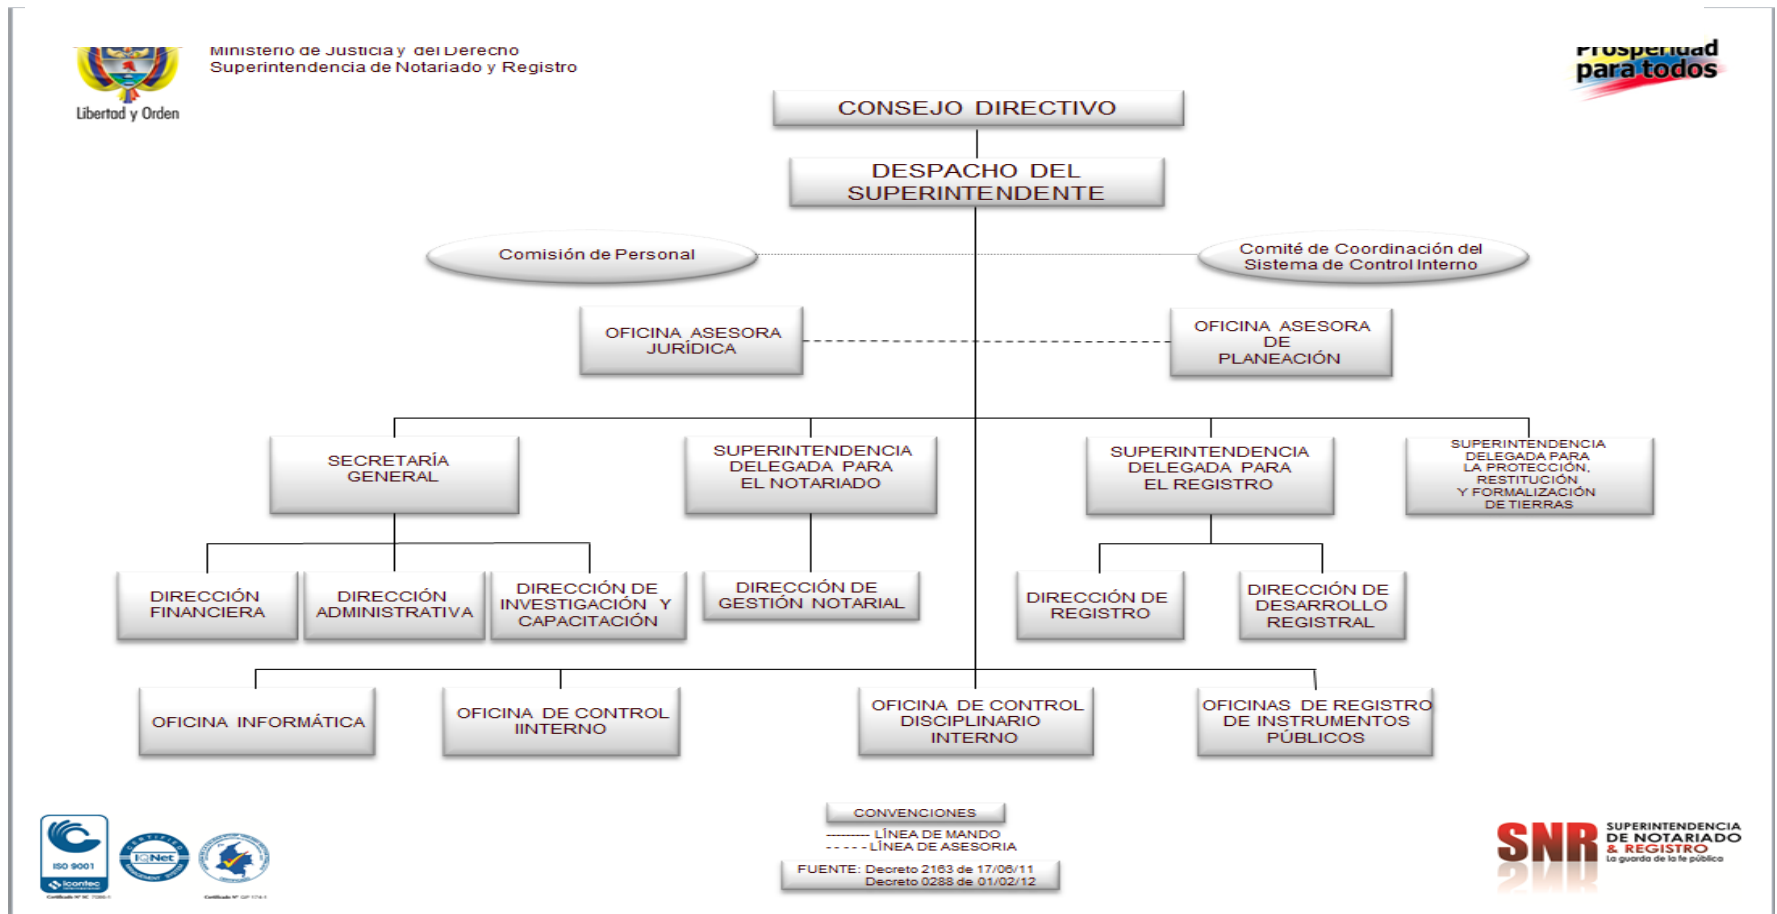 Ministerio de Justicia y del Derecho
Superintendencia de Notariado y Registro
Libertad y Orden
Prosperidad
para todos
CONSEJO DIRECTIVO
DESPACHO DEL
SUPERINTENDENTE
Comisión de Personal
Comité de Coordinación del
Sistema de Control Interno
OFICINA ASESORA
JURÍDICA
OFICINA ASESORA
DE
PLANEACIÓN
SECRETARÍA
GENERAL
SUPERINTENDENCIA
DELEGADA PARA
EL NOTARIADO
SUPERINTENDENCIA
DELEGADA PARA
EL REGISTRO
SUPERINTENDENCIA
DELEGADA PARA
LA PROTECCIÓN,
RESTITUCIÓN
Y FORMALIZACIÓN
DE TIERRAS
DIRECCIÓN
FINANCIERA
DIRECCIÓN
ADMINISTRATIVA
DIRECCIÓN DE
INVESTIGACIÓN Y
CAPACITACIÓN
DIRECCIÓN DE
GESTIÓN NOTARIAL
DIRECCIÓN DE
REGISTRO
DIRECCIÓN DE
DESARROLLO
REGISTRAL
OFICINA INFORMÁTICA
OFICINA DE CONTROL
IINTERNO
OFICINA DE CONTROL
DISCIPLINARIO
INTERNO
OFICINAS DE REGISTRO
DE INSTRUMENTOS
PÚBLICOS
CONVENCIONES
--------- LÍNEA DE MANDO
- - - - - LÍNEA DE ASESORIA
FUENTE: Decreto 2163 de 17/06/11
Decreto 0288 de 01/02/12
ISO 9001
icontec
CERTIFIED
IQNet
MANAGEMENT SYSTEM
SNR
SUPERINTENDENCIA
DE NOTARIADO
& REGISTRO
La guarda de la fe pública